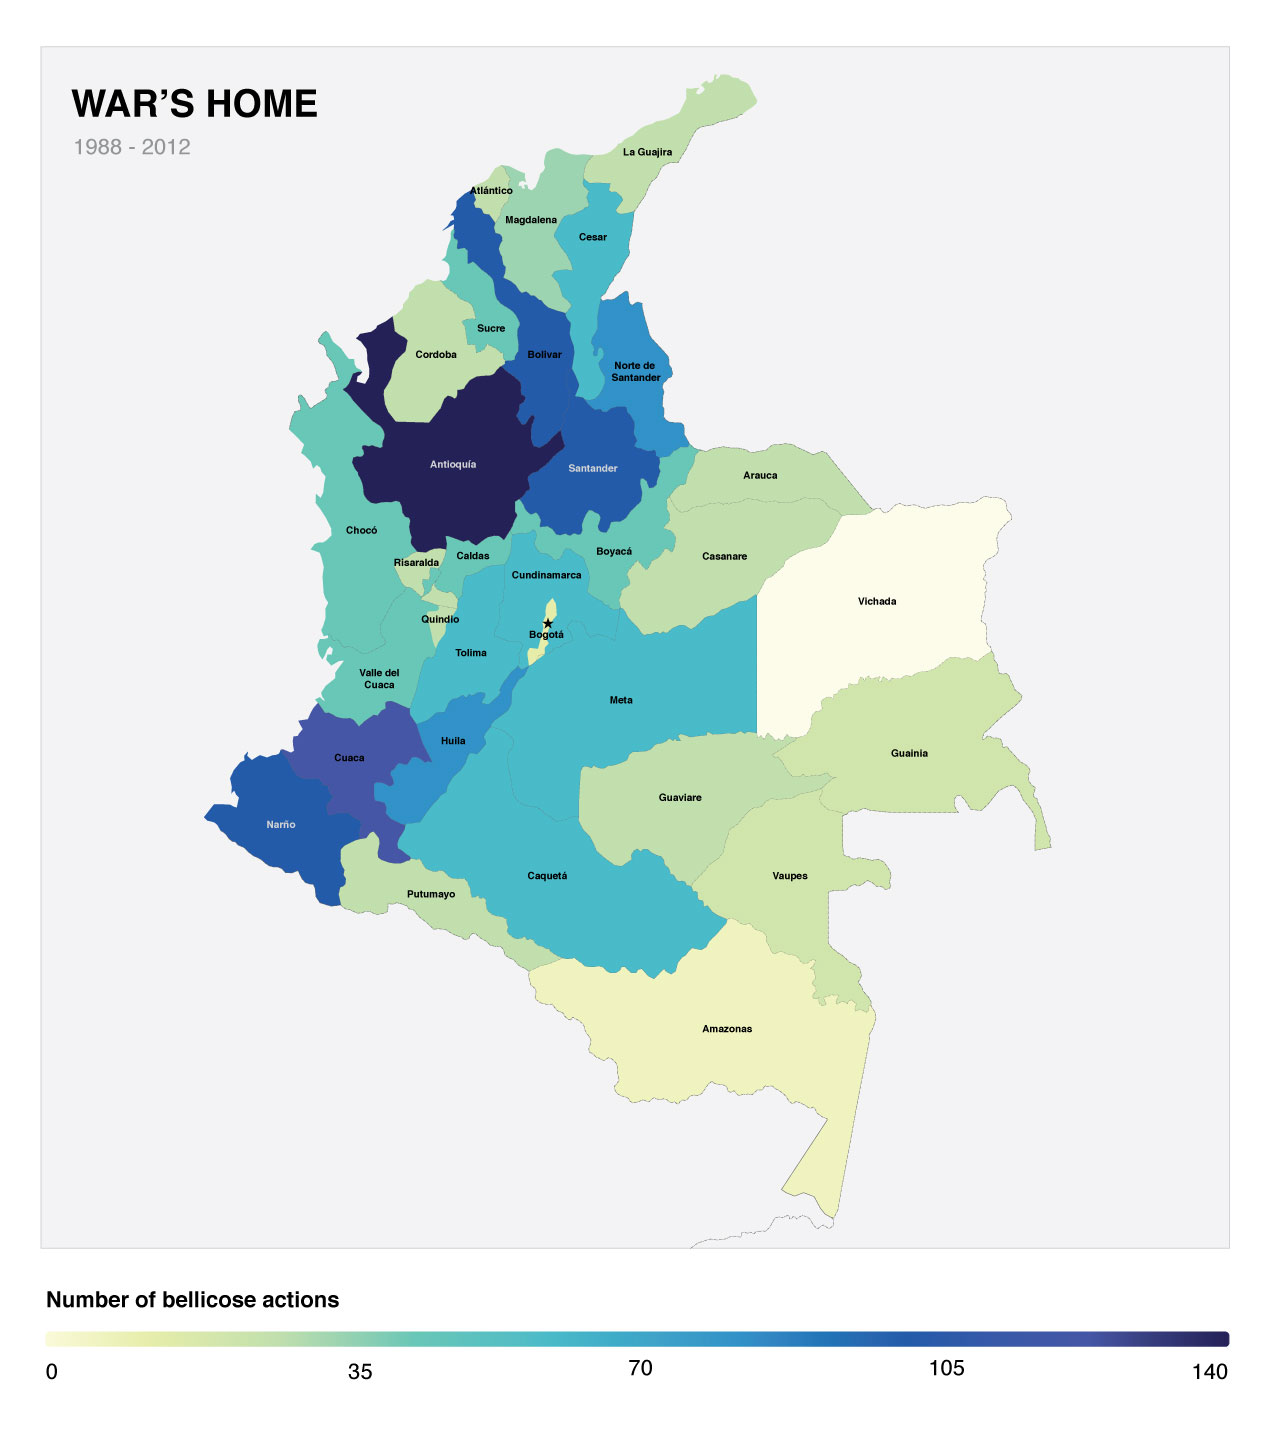 WAR’S HOME
1988 - 2012
La Guajira
Atlántico
Magdalena
Cesar
Sucre
Cordoba
Bolivar
Norte de
Santander
Antioquía
Santander
Arauca
Chocó
Boyacá
Caldas
Casanare
Risaralda
Cundinamarca
Vichada
Quindio
Bogotá
Tolima
Valle del
Cuaca
Meta
Huila
Guainia
Cuaca
Guaviare
Narño
Caquetá
Vaupes
Putumayo
Amazonas
Number of bellicose actions
0 35 70 105 140